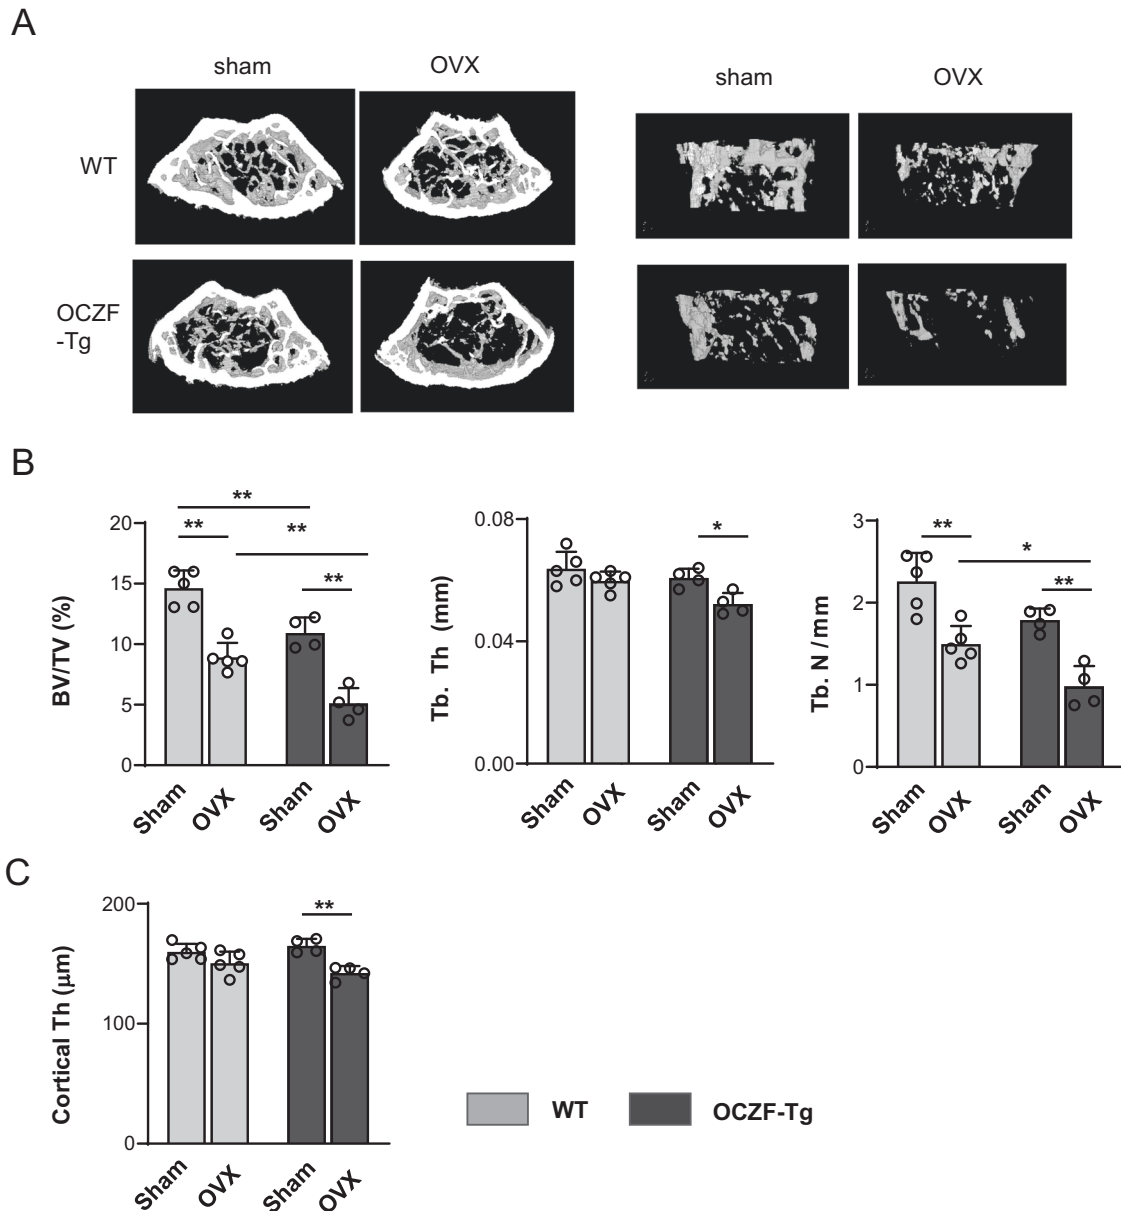 A
sham
OVX
sham
OVX
WT
OCZF
-Tg
B
**
**
**
**
20
15
10
5
0
BV/TV (%)
Sham
OVX
Sham
OVX
*
0.08
0.04
0.00
Tb. Th (mm)
Sham
OVX
Sham
OVX
**
*
**
3
2
1
0
Tb. N /mm
Sham
OVX
Sham
OVX
C
**
200
100
0
Cortical Th (μm)
Sham
OVX
Sham
OVX
WT
OCZF-Tg